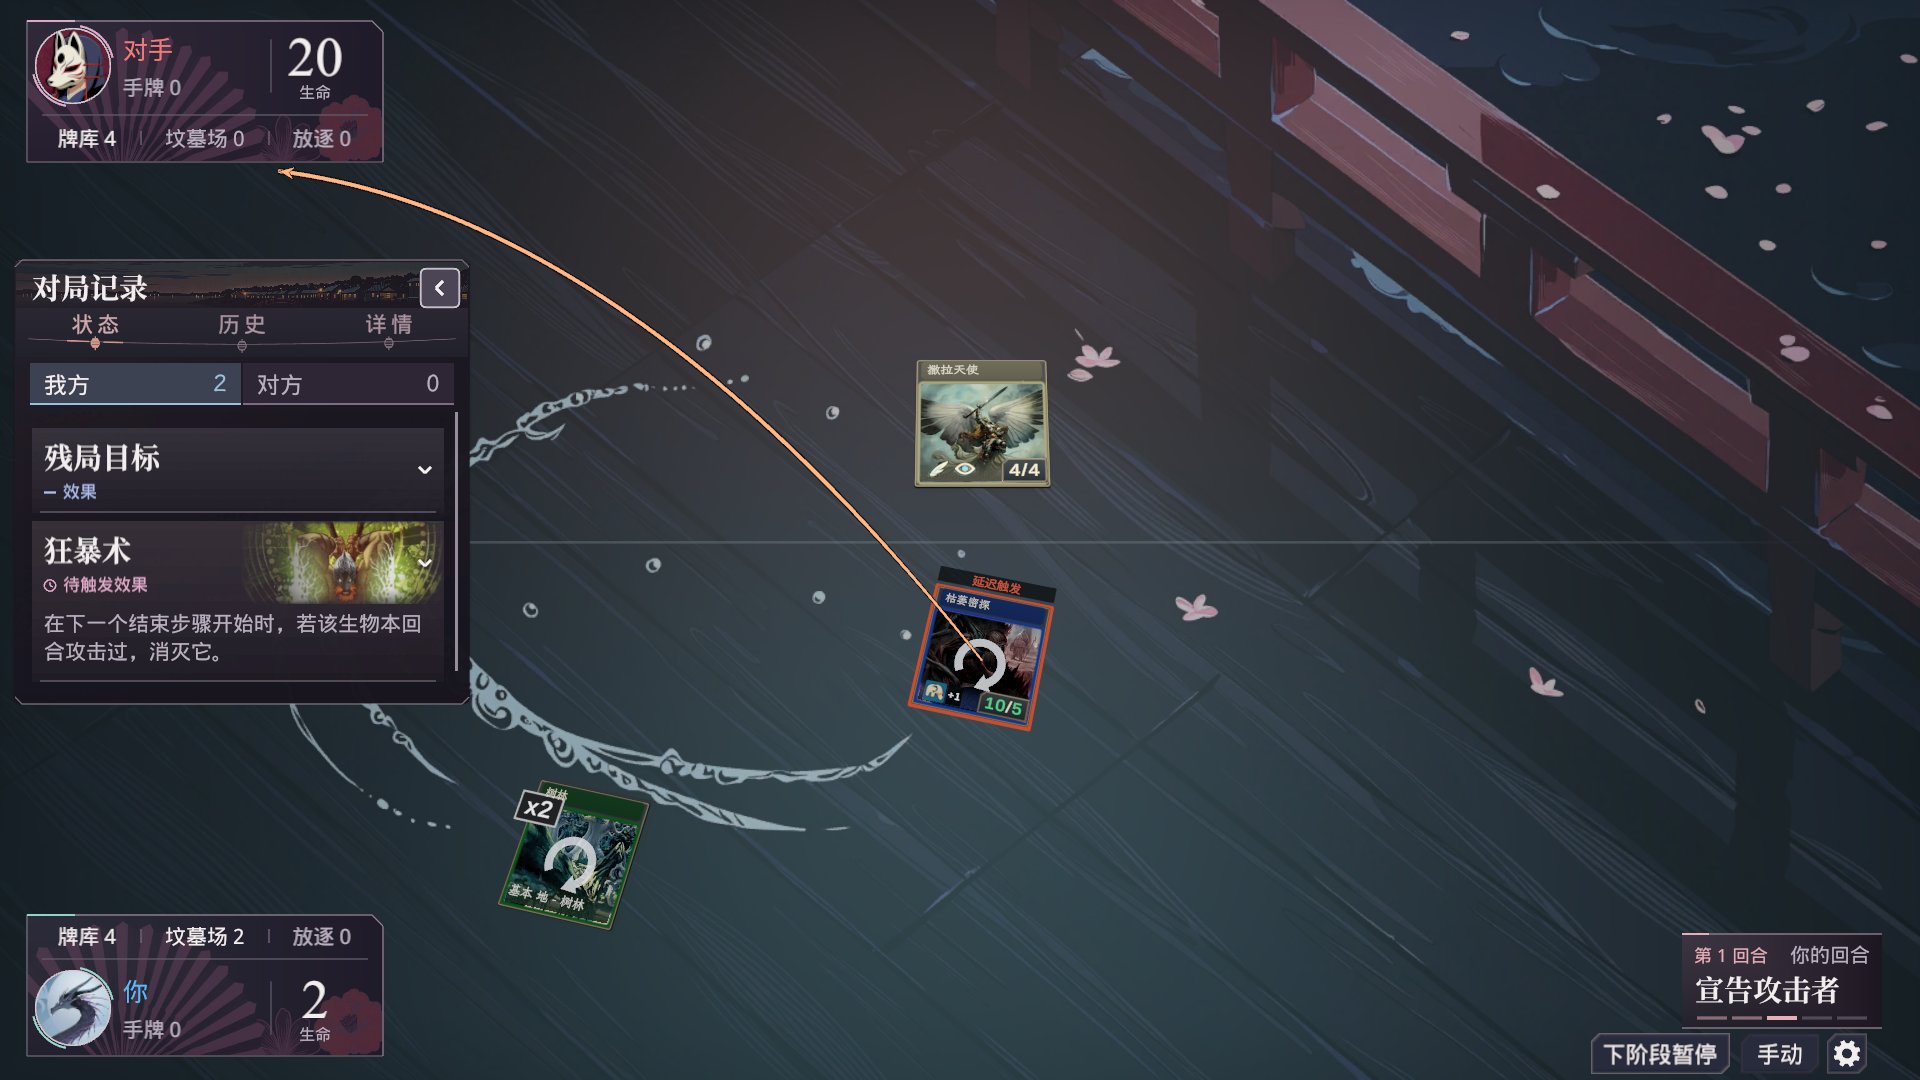 对手
手牌 0
20
生命
牌库 4
坟墓场 0
放逐 0
对局记录
状态
历史
详情
我方 2
对方 0
残局目标
效果
狂暴术
待触发效果
在下一个结束步骤开始时，若该生物本回
合攻击过，消灭它。
撒拉天使
4/4
延迟触发
枯萎密探
+1
10/5
树林
x2
基本 地 - 树林
牌库 4
坟墓场 2
放逐 0
你
手牌 0
2
生命
第 1 回合 你的回合
宣告攻击者
下阶段暂停
手动